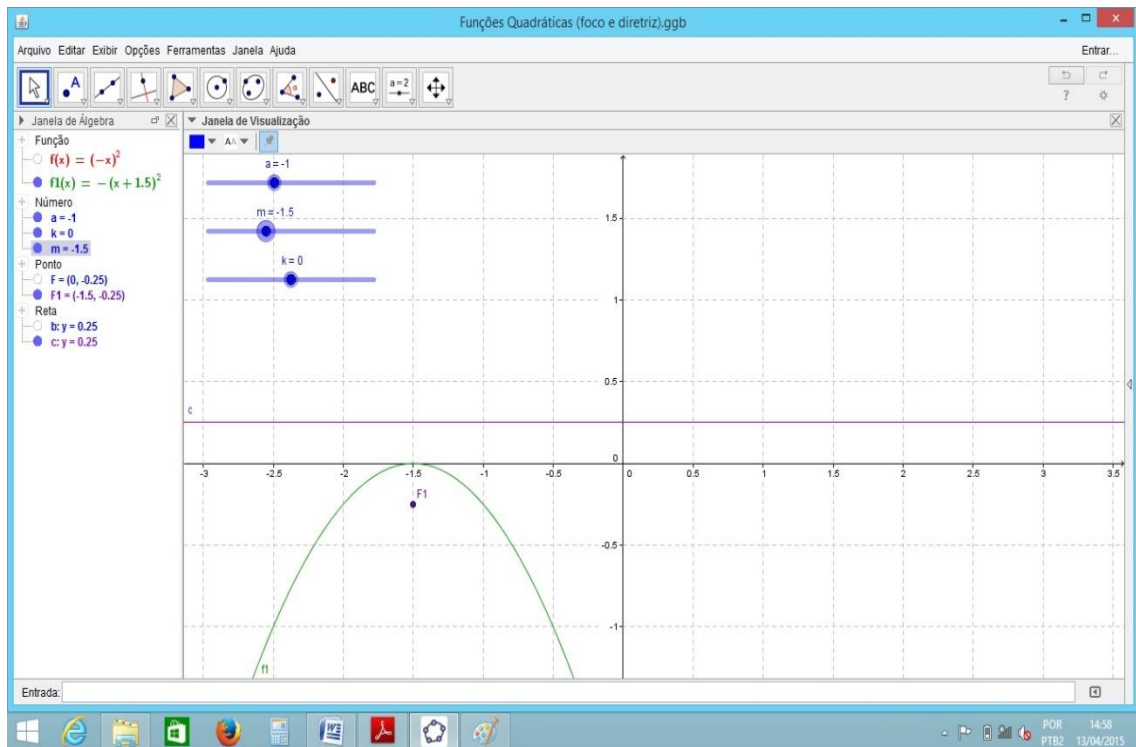 Funções Quadráticas (foco e diretriz).ggb
Arquivo Editar Exibir Opções Ferramentas Janela Ajuda
Entrar...
A
ABC
a=2
?
Janela de Álgebra
Função
f(x) = (−x)²
f1(x) = − (x + 1.5)²
Número
a = -1
k = 0
m = -1.5
Ponto
F = (0, -0.25)
F1 = (-1.5, -0.25)
Reta
b: y = 0.25
c: y = 0.25
Janela de Visualização
AA
a = -1
m = -1.5
k = 0
1.5
1
0.5
c
0
-3 -2.5 -2 -1.5 -1 -0.5 0 0.5 1 1.5 2 2.5 3 3.5
F1
-0.5
-1
f1
Entrada:
W
POR
PTB2
14:58
13/04/2015